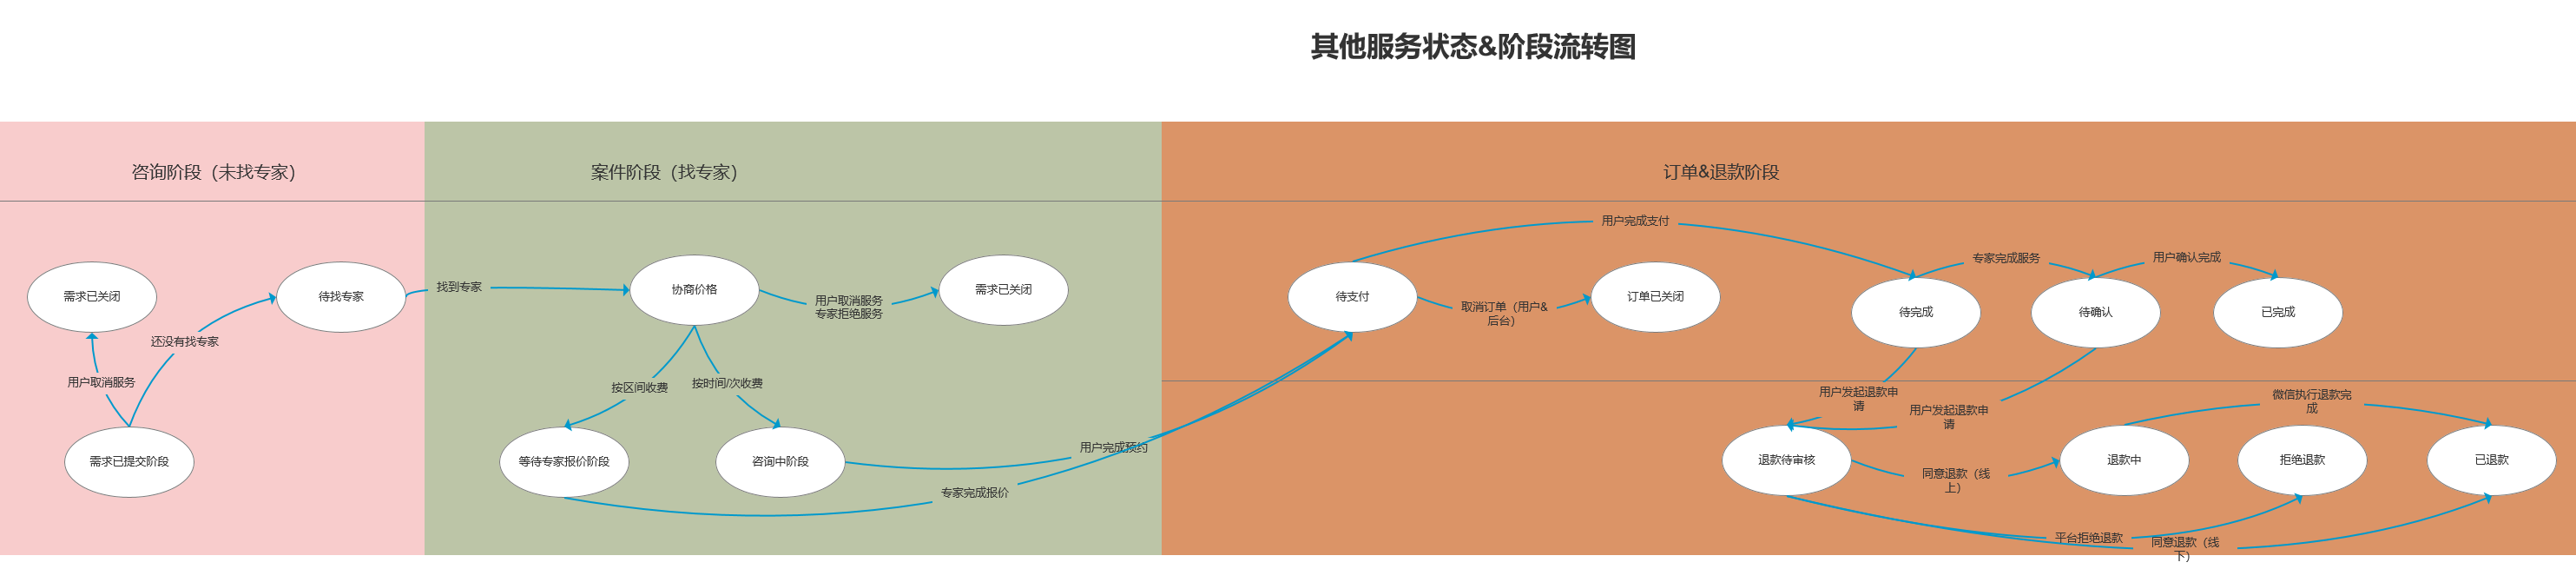 其他服务状态&阶段流转图
咨询阶段（未找专家）
案件阶段（找专家）
订单&退款阶段
需求已关闭
待找专家
还没有找专家
用户取消服务
需求已提交阶段
找到专家
协商价格
用户取消服务
专家拒绝服务
需求已关闭
按区间收费
按时间/次收费
等待专家报价阶段
咨询中阶段
用户完成预约
专家完成报价
用户完成支付
待支付
取消订单（用户&
后台）
订单已关闭
专家完成服务
用户确认完成
待完成
待确认
已完成
用户发起退款申
请
用户发起退款申
请
微信执行退款完
成
退款待审核
同意退款（线
上）
退款中
拒绝退款
已退款
平台拒绝退款
同意退款（线
下）